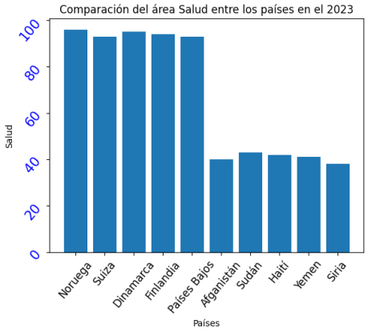 Comparación del área Salud entre los países en el 2023
100
80
60
40
20
0
Salud
Noruega
Suiza
Dinamarca
Finlandia
Países Bajos
Afganistán
Sudán
Haití
Yemen
Siria
Países